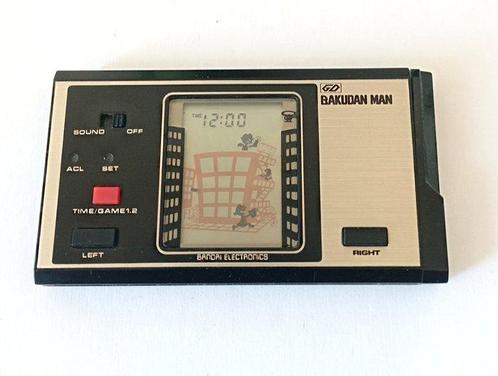 GD
BAKUDAN MAN
TIME 12:00
SOUND OFF
ACL SET
TIME/GAME1.2
LEFT
RIGHT
BANDAI ELECTRONICS